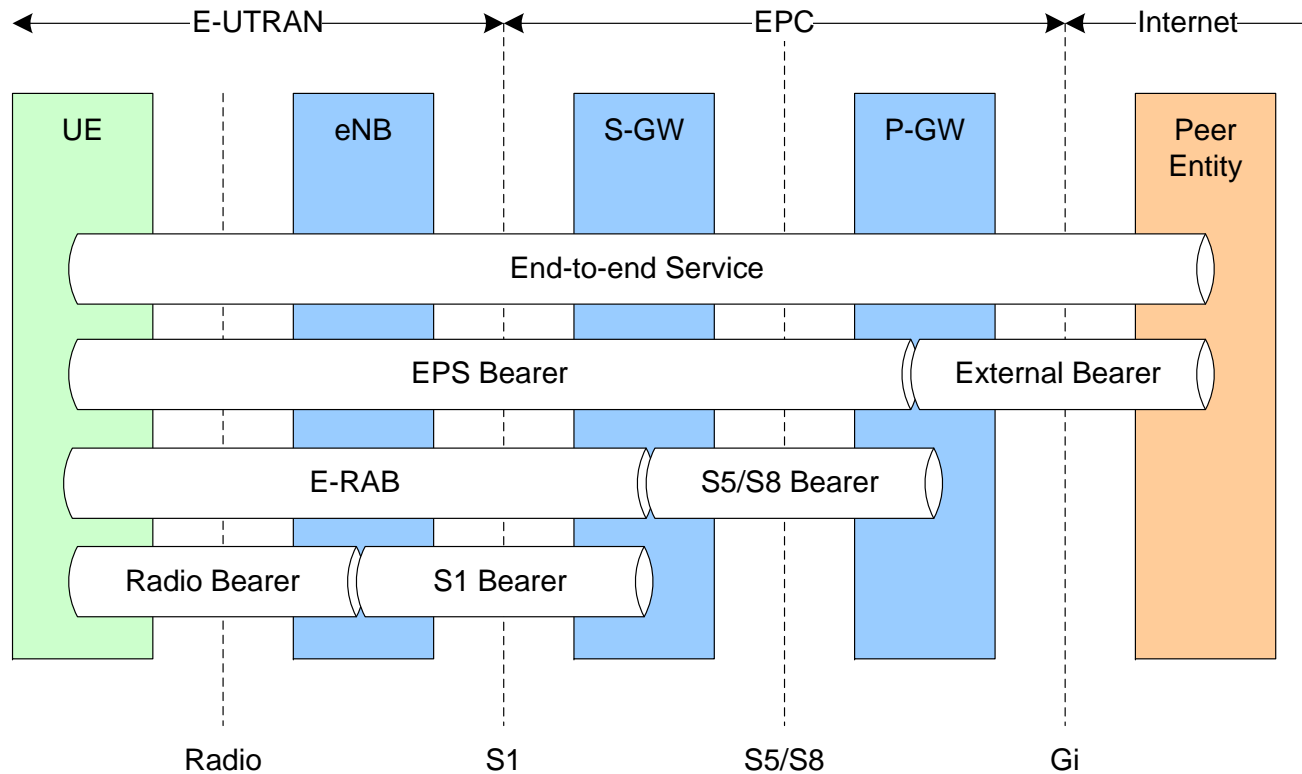 E-UTRAN
EPC
Internet
UE
eNB
S-GW
P-GW
Peer
Entity
End-to-end Service
EPS Bearer
External Bearer
E-RAB
S5/S8 Bearer
Radio Bearer
S1 Bearer
Radio
S1
S5/S8
Gi